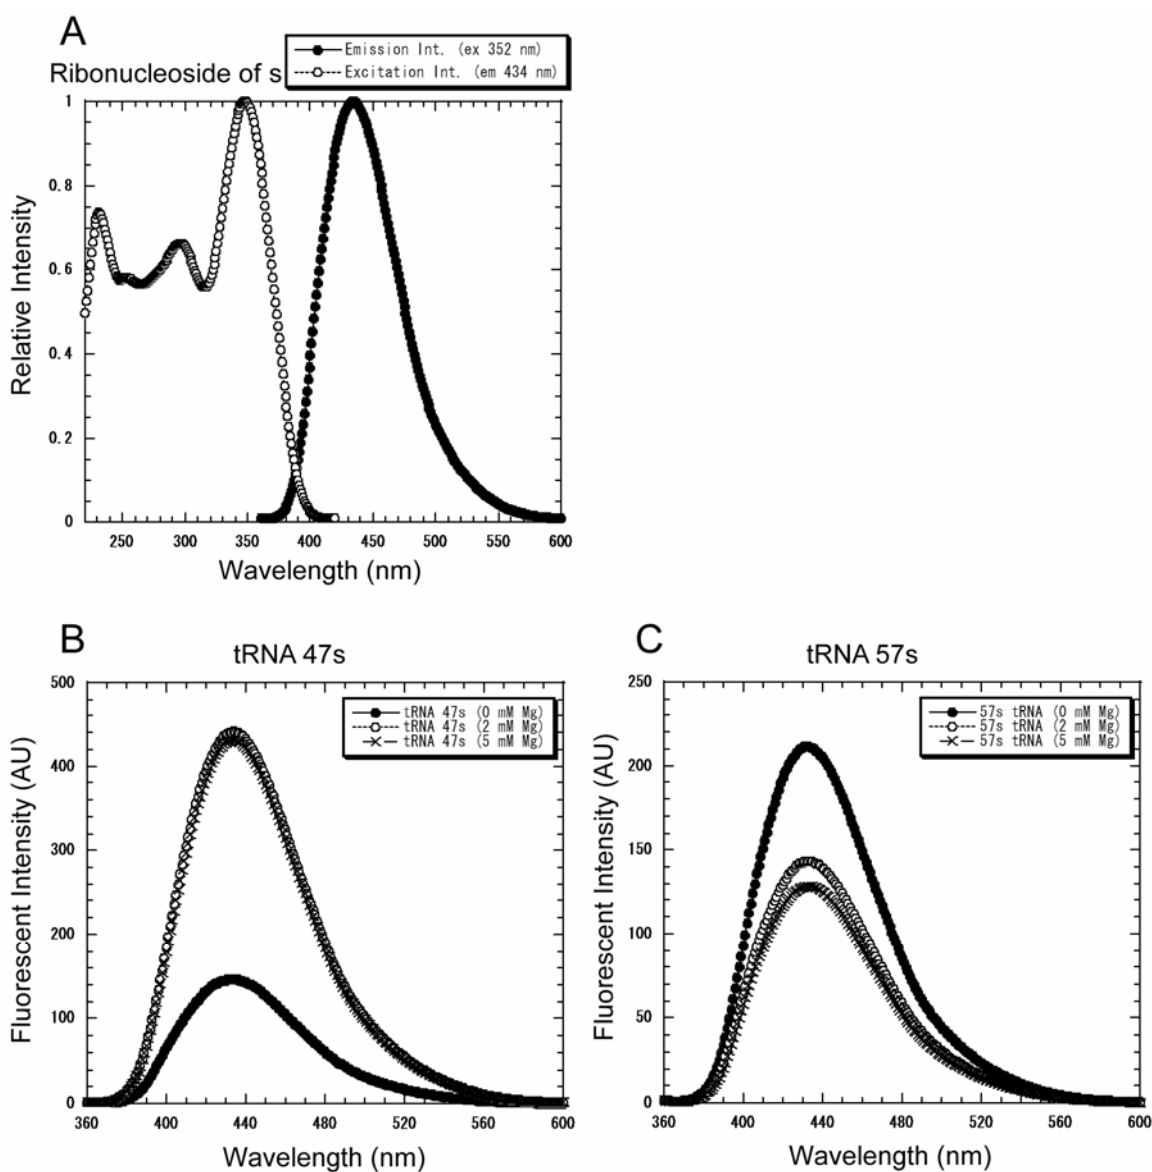 A
Emission Int. (ex 352 nm)
Excitation Int. (em 434 nm)
Ribonucleoside of s
Relative Intensity
1
0.8
0.6
0.4
0.2
0
250 300 350 400 450 500 550 600
Wavelength (nm)
B
tRNA 47s
tRNA 47s (0 mM Mg)
tRNA 47s (2 mM Mg)
tRNA 47s (5 mM Mg)
Fluorescent Intensity (AU)
500
400
300
200
100
0
360 400 440 480 520 560 600
Wavelength (nm)
C
tRNA 57s
57s tRNA (0 mM Mg)
57s tRNA (2 mM Mg)
57s tRNA (5 mM Mg)
Fluorescent Intensity (AU)
250
200
150
100
50
0
360 400 440 480 520 560 600
Wavelength (nm)